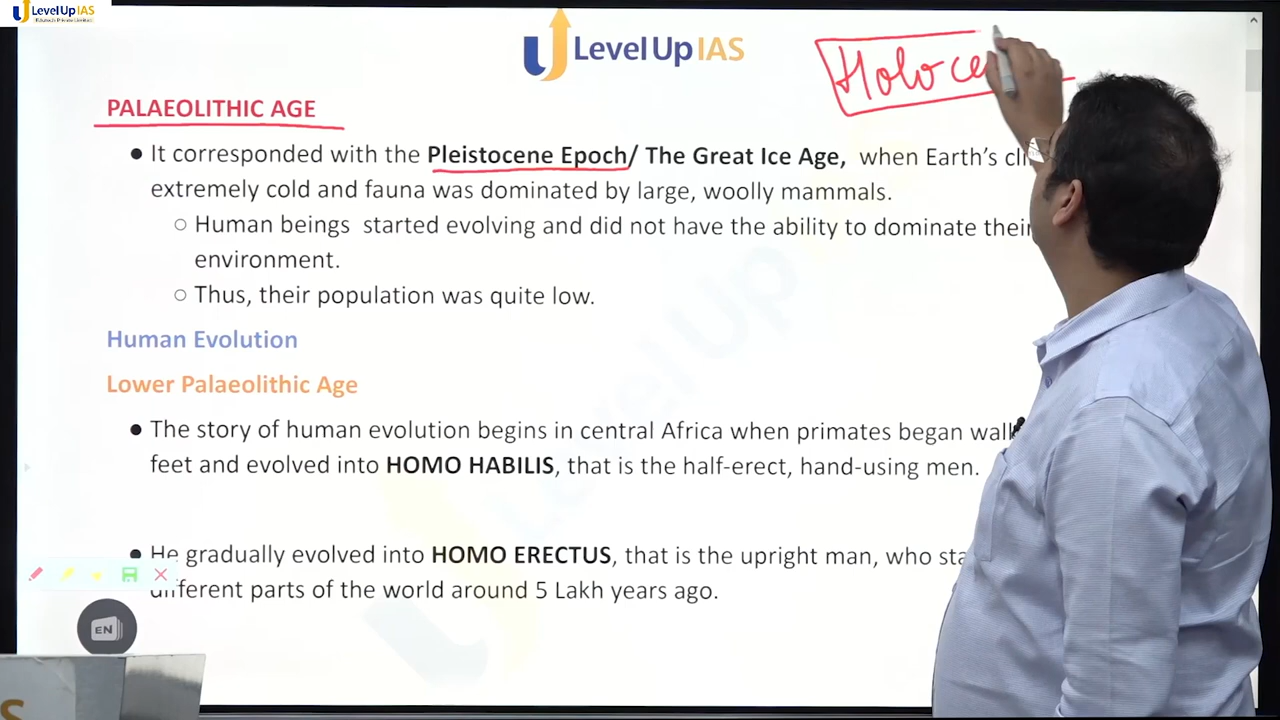 LevelUp IAS
LevelUp IAS
PALAEOLITHIC AGE
● It corresponded with the Pleistocene Epoch/ The Great Ice Age, when Earth's
extremely cold and fauna was dominated by large, woolly mammals.
○ Human beings started evolving and did not have the ability to dominate their
environment.
○ Thus, their population was quite low.
Human Evolution
Lower Palaeolithic Age
● The story of human evolution begins in central Africa when primates began
feet and evolved into HOMO HABILIS, that is the half-erect, hand-using men.
● He gradually evolved into HOMO ERECTUS, that is the upright man, who
different parts of the world around 5 Lakh years ago.
EN
S